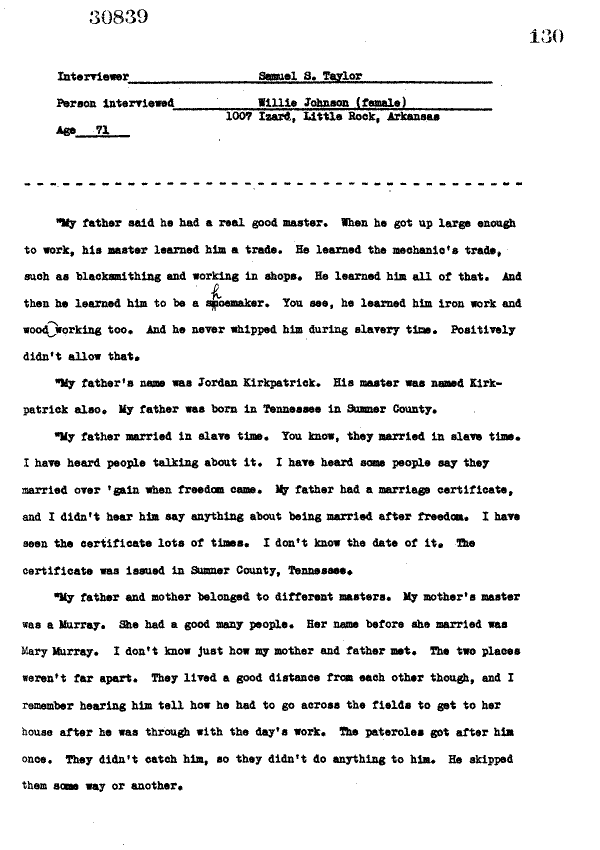 30839
130
Interviewer Samuel S. Taylor
Person interviewed Willie Johnson (female)
1007 Izard, Little Rock, Arkansas
Age 71
"My father said he had a real good master. When he got up large enough
to work, his master learned him a trade. He learned the mechanic's trade,
such as blacksmithing and working in shops. He learned him all of that. And
then he learned him to be a shoemaker. You see, he learned him iron work and
woodworking too. And he never whipped him during slavery time. Positively
didn't allow that.
"My father's name was Jordan Kirkpatrick. His master was named Kirk-
patrick also. My father was born in Tennessee in Sumner County.
"My father married in slave time. You know, they married in slave time.
I have heard people talking about it. I have heard some people say they
married over 'gain when freedom came. My father had a marriage certificate,
and I didn't hear him say anything about being married after freedom. I have
seen the certificate lots of times. I don't know the date of it. The
certificate was issued in Sumner County, Tennessee.
"My father and mother belonged to different masters. My mother's master
was a Murray. She had a good many people. Her name before she married was
Mary Murray. I don't know just how my mother and father met. The two places
weren't far apart. They lived a good distance from each other though, and I
remember hearing him tell how he had to go across the fields to get to her
house after he was through with the day's work. The pateroles got after him
once. They didn't catch him, so they didn't do anything to him. He skipped
them some way or another.